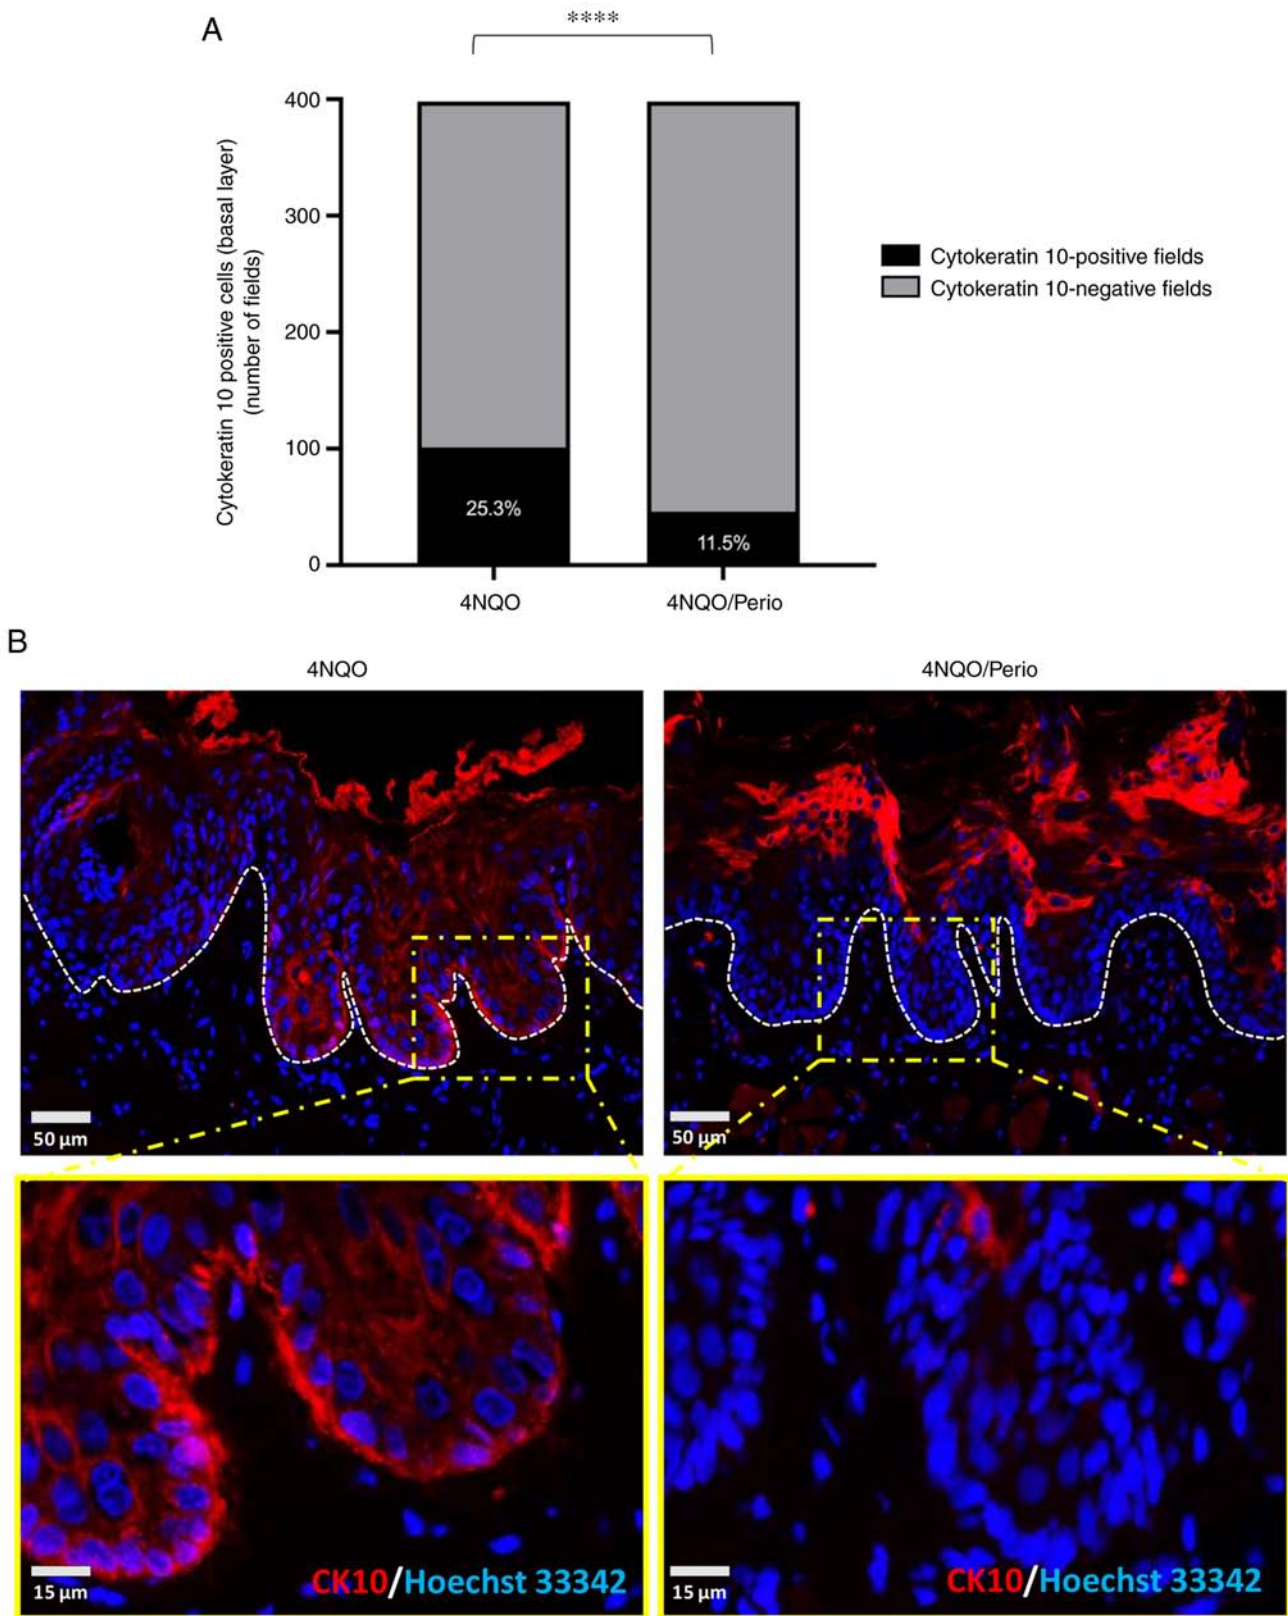 A
****
400
300
200
100
0
Cytokeratin 10 positive cells (basal layer)
(number of fields)
25.3%
11.5%
4NQO
4NQO/Perio
Cytokeratin 10-positive fields
Cytokeratin 10-negative fields
B
4NQO
4NQO/Perio
50 µm
50 µm
15 µm
CK10/Hoechst 33342
15 µm
CK10/Hoechst 33342